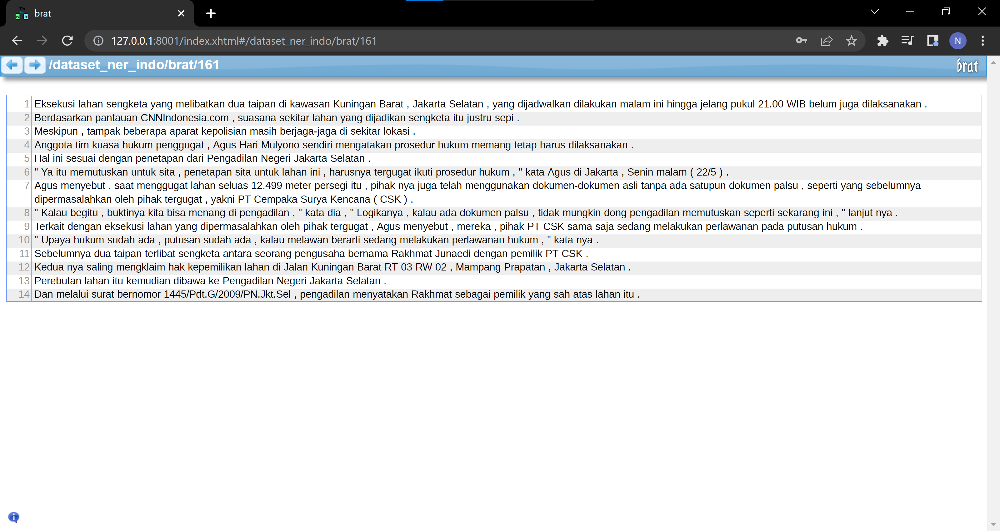 Th
n +
brat
127.0.0.1:8001/index.xhtml#/dataset_ner_indo/brat/161
N
/dataset_ner_indo/brat/161
brat
1 Eksekusi lahan sengketa yang melibatkan dua taipan di kawasan Kuningan Barat , Jakarta Selatan , yang dijadwalkan dilakukan malam ini hingga jelang pukul 21.00 WIB belum juga dilaksanakan .
2 Berdasarkan pantauan CNNIndonesia.com , suasana sekitar lahan yang dijadikan sengketa itu justru sepi .
3 Meskipun , tampak beberapa aparat kepolisian masih berjaga-jaga di sekitar lokasi .
4 Anggota tim kuasa hukum penggugat , Agus Hari Mulyono sendiri mengatakan prosedur hukum memang tetap harus dilaksanakan .
5 Hal ini sesuai dengan penetapan dari Pengadilan Negeri Jakarta Selatan .
6 " Ya itu memutuskan untuk sita , penetapan sita untuk lahan ini , harusnya tergugat ikuti prosedur hukum , " kata Agus di Jakarta , Senin malam ( 22/5 ) .
7 Agus menyebut , saat menggugat lahan seluas 12.499 meter persegi itu , pihak nya juga telah menggunakan dokumen-dokumen asli tanpa ada satupun dokumen palsu , seperti yang sebelumnya
dipermasalahkan oleh pihak tergugat , yakni PT Cempaka Surya Kencana ( CSK ) .
8 " Kalau begitu , buktinya kita bisa menang di pengadilan , " kata dia , " Logikanya , kalau ada dokumen palsu , tidak mungkin dong pengadilan memutuskan seperti sekarang ini , " lanjut nya .
9 Terkait dengan eksekusi lahan yang dipermasalahkan oleh pihak tergugat , Agus menyebut , mereka , pihak PT CSK sama saja sedang melakukan perlawanan pada putusan hukum .
10 " Upaya hukum sudah ada , putusan sudah ada , kalau melawan berarti sedang melakukan perlawanan hukum , " kata nya .
11 Sebelumnya dua taipan terlibat sengketa antara seorang pengusaha bernama Rakhmat Junaedi dengan pemilik PT CSK .
12 Kedua nya saling mengklaim hak kepemilikan lahan di Jalan Kuningan Barat RT 03 RW 02 , Mampang Prapatan , Jakarta Selatan .
13 Perebutan lahan itu kemudian dibawa ke Pengadilan Negeri Jakarta Selatan .
14 Dan melalui surat bernomor 1445/Pdt.G/2009/PN.Jkt.Sel , pengadilan menyatakan Rakhmat sebagai pemilik yang sah atas lahan itu .